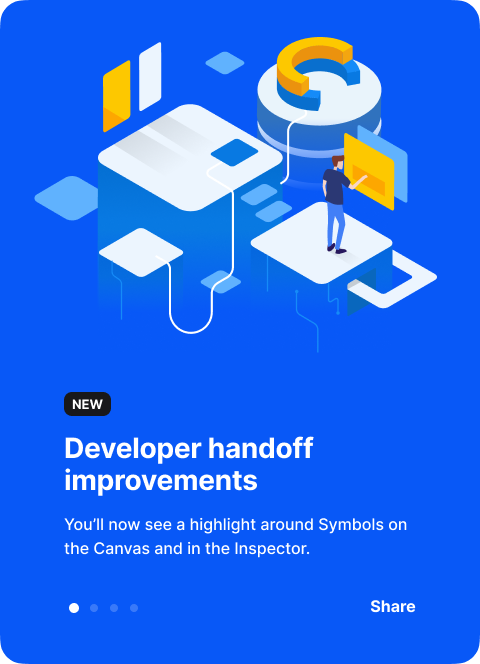 NEW
Developer handoff
improvements
You’ll now see a highlight around Symbols on
the Canvas and in the Inspector.
Share